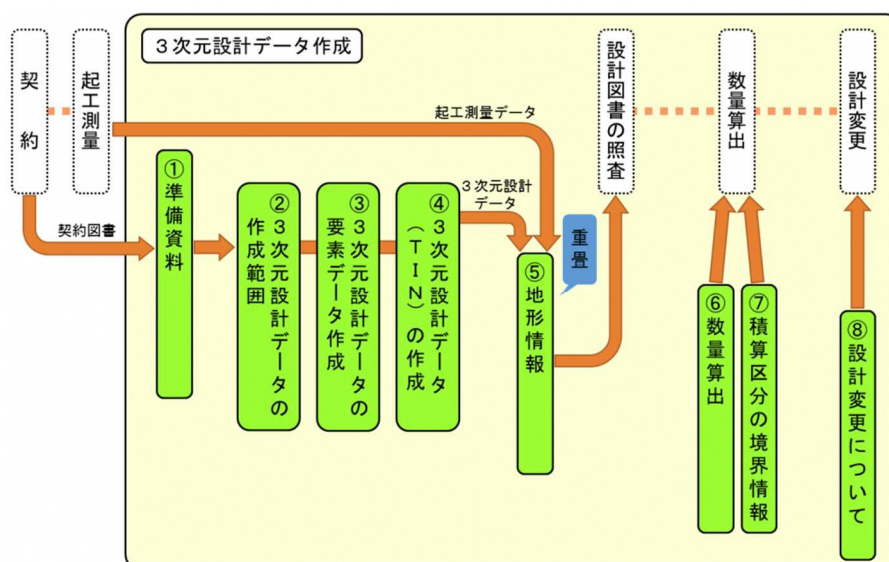 3次元設計データ作成
契約
起工測量
起工測量データ
契約図書
①準備資料
②3次元設計データの
作成範囲
③3次元設計データの
要素データ作成
④3次元設計データ
(TIN)の作成
3次元設計
データ
重畳
⑤地形情報
設計図書の照査
数量算出
⑥数量算出
⑦積算区分の境界情報
設計変更
⑧設計変更について